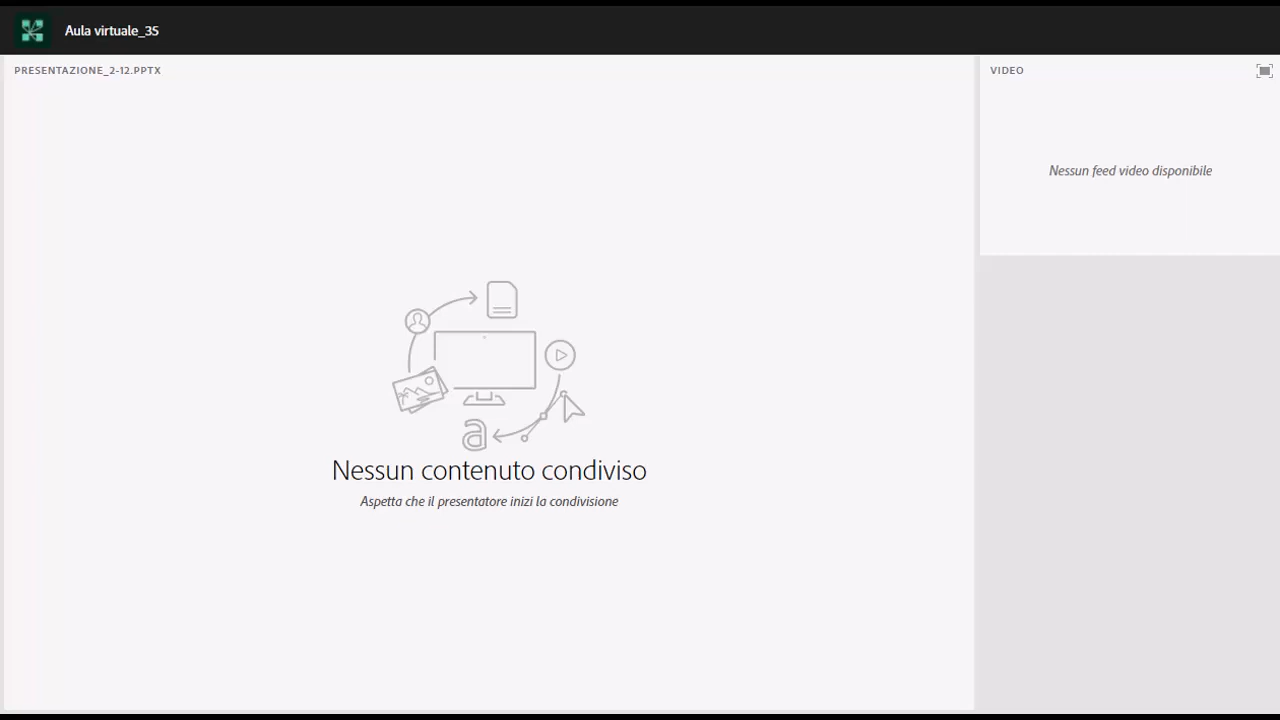 Aula virtuale_35
PRESENTAZIONE_2-12.PPTX
VIDEO
Nessun feed video disponibile
a
Nessun contenuto condiviso
Aspetta che il presentatore inizi la condivisione